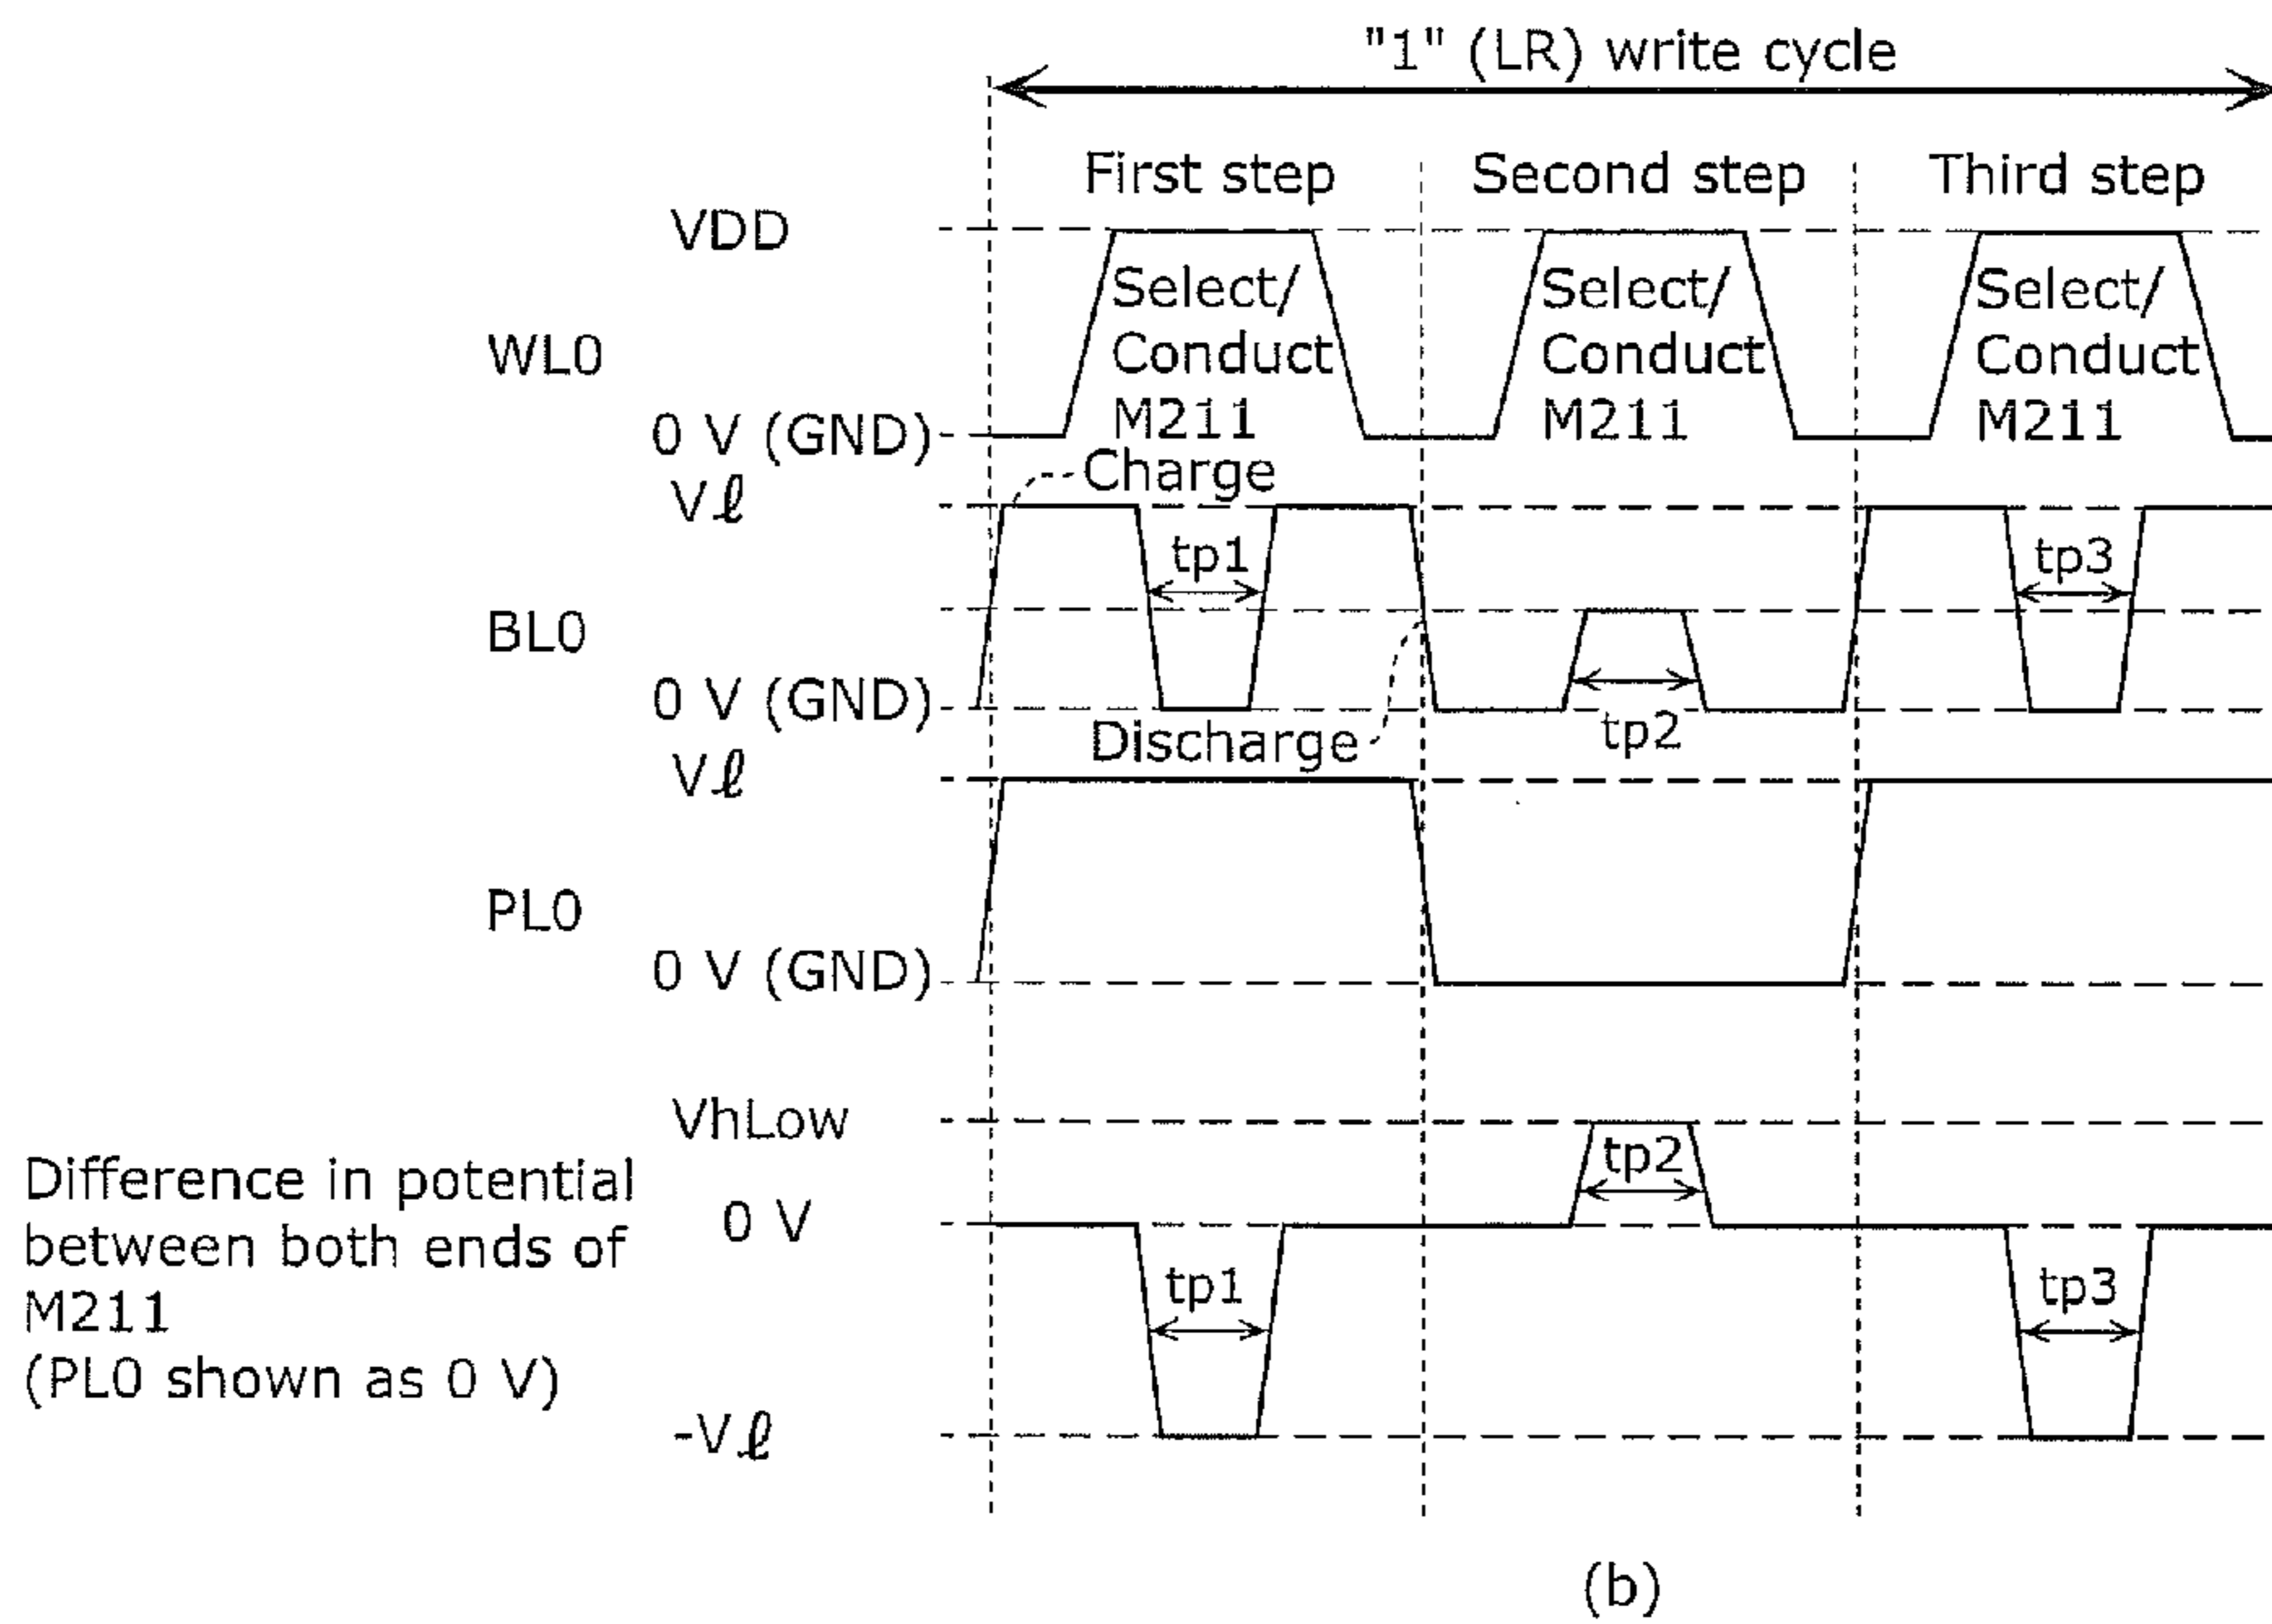 "1" (LR) write cycle
First step
Second step
Third step
VDD
WL0
0 V (GND)
Select/
Conduct
M211
Select/
Conduct
M211
Select/
Conduct
M211
Vℓ
Charge
BL0
tp1
tp3
0 V (GND)
Discharge
tp2
Vℓ
PL0
0 V (GND)
VhLow
Difference in potential
between both ends of
M211
(PL0 shown as 0 V)
0 V
tp2
tp1
tp3
-Vℓ
(b)